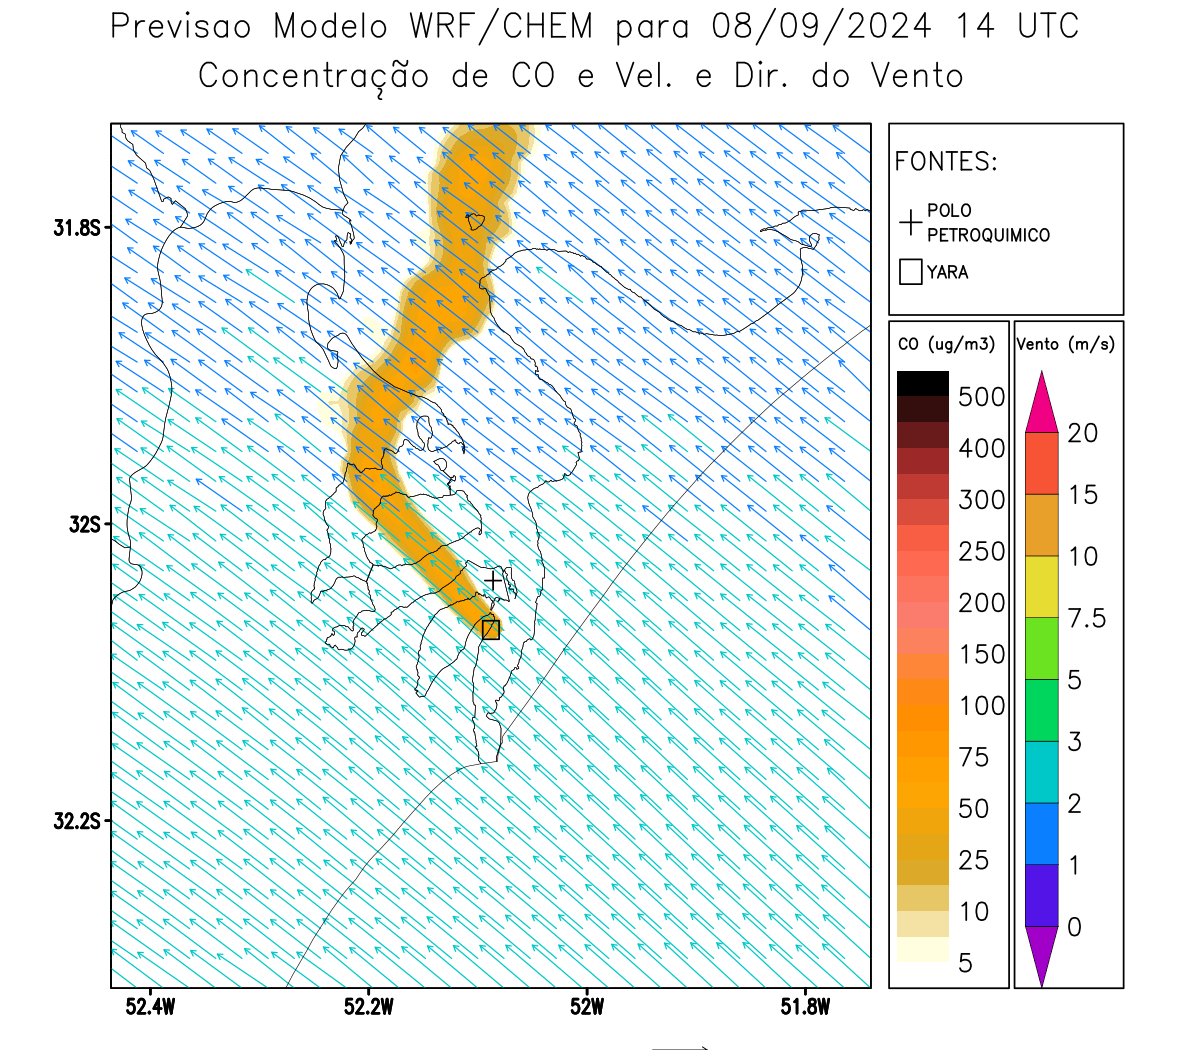 Previsao Modelo WRF/CHEM para 08/09/2024 14 UTC
Concentração de CO e Vel. e Dir. do Vento
FONTES:
POLO
PETROQUIMICO
YARA
CO (ug/m3)
500
400
300
250
200
150
100
75
50
25
10
5
Vento (m/s)
20
15
10
7.5
5
3
2
1
0
31.8S
32S
32.2S
52.4W
52.2W
52W
51.8W